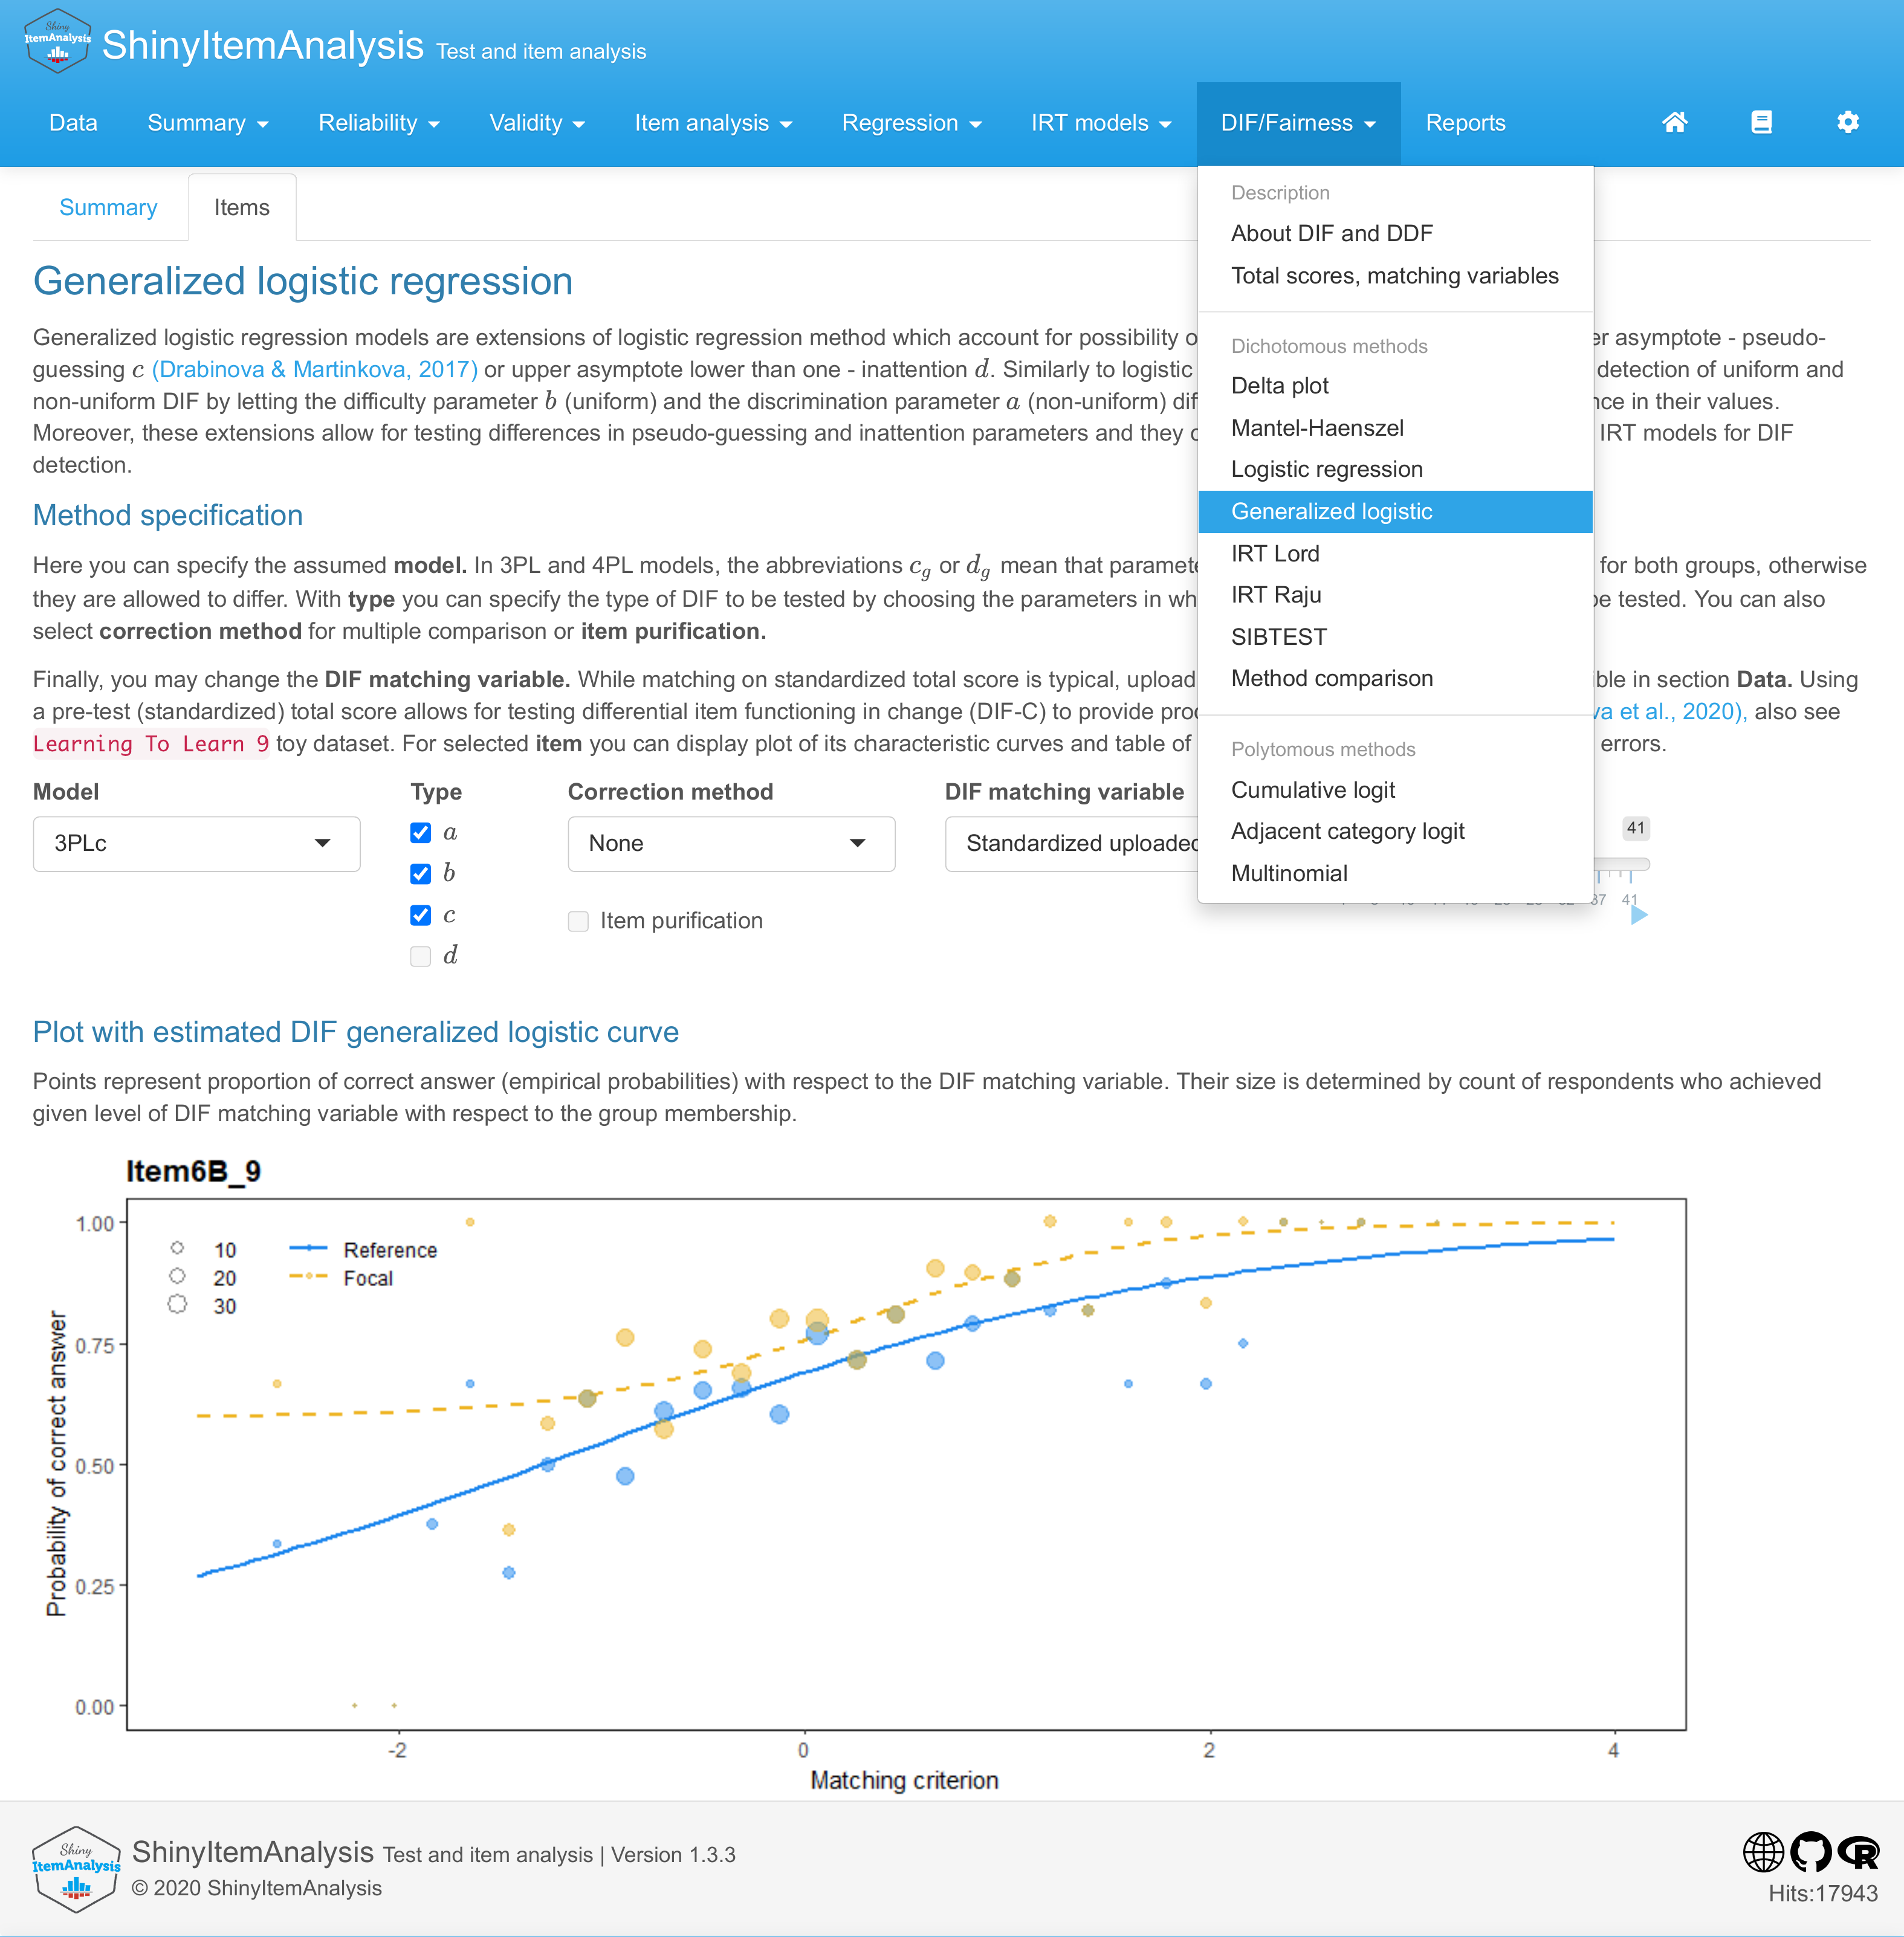 Shiny
ItemAnalysis
ShinyItemAnalysis Test and item analysis
Data Summary Reliability Validity Item analysis Regression IRT models DIF/Fairness Reports
Summary Items
Description
About DIF and DDF
Total scores, matching variables
Dichotomous methods
Delta plot
Mantel-Haenszel
Logistic regression
Generalized logistic
IRT Lord
IRT Raju
SIBTEST
Method comparison
Polytomous methods
Cumulative logit
Adjacent category logit
Multinomial
Generalized logistic regression
Generalized logistic regression models are extensions of logistic regression method which account for possibility asymptote - pseudo-
guessing c (Drabinova & Martinkova, 2017) or upper asymptote lower than one - inattention d. Similarly to logistic detection of uniform and
non-uniform DIF by letting the difficulty parameter b (uniform) and the discrimination parameter a (non-uniform) in their values.
Moreover, these extensions allow for testing differences in pseudo-guessing and inattention parameters and they IRT models for DIF
detection.
Method specification
Here you can specify the assumed model. In 3PL and 4PL models, the abbreviations cg or dg mean that for both groups, otherwise
they are allowed to differ. With type you can specify the type of DIF to be tested by choosing the parameters in be tested. You can also
select correction method for multiple comparison or item purification.
Finally, you may change the DIF matching variable. While matching on standardized total score is typical, upload in section Data. Using
a pre-test (standardized) total score allows for testing differential item functioning in change (DIF-C) to provide et al., 2020), also see
Learning To Learn 9 toy dataset. For selected item you can display plot of its characteristic curves and table of errors.
Model Type Correction method DIF matching variable
3PLc a None Standardized uploaded 41
b
c Item purification 37 41
d
Plot with estimated DIF generalized logistic curve
Points represent proportion of correct answer (empirical probabilities) with respect to the DIF matching variable. Their size is determined by count of respondents who achieved
given level of DIF matching variable with respect to the group membership.
Item6B_9
1.00
0.75
0.50
0.25
0.00
Probability of correct answer
10 Reference
20 Focal
30
-2 0 2 4
Matching criterion
Shiny
ItemAnalysis
ShinyItemAnalysis Test and item analysis | Version 1.3.3
© 2020 ShinyItemAnalysis
R
Hits:17943